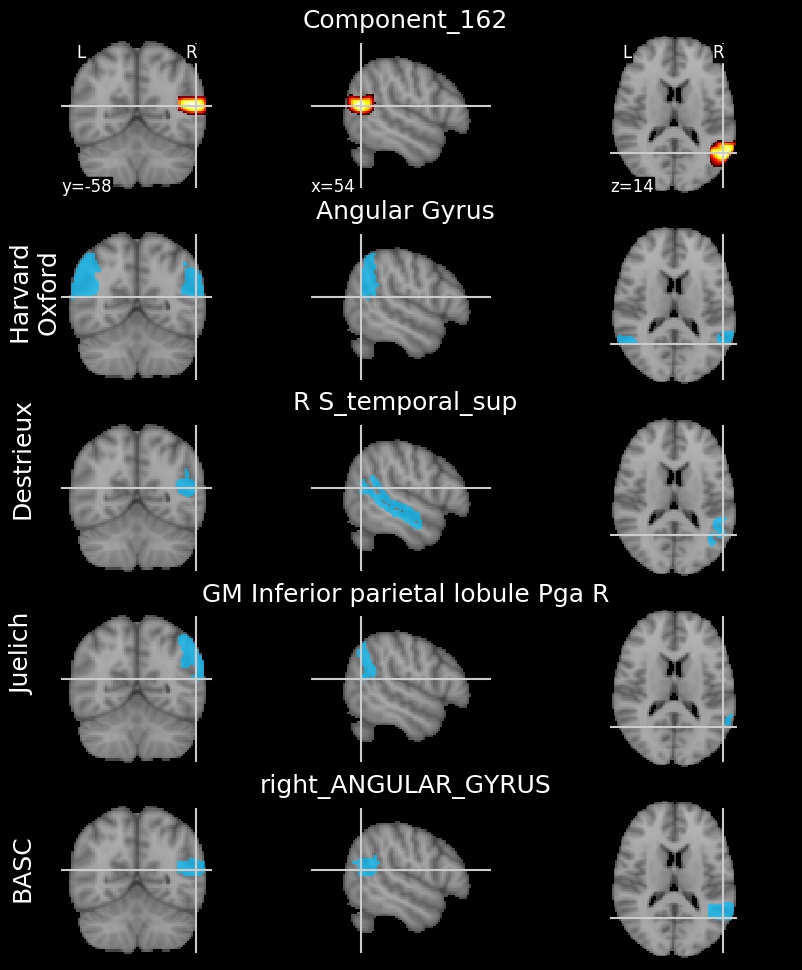 Component_162
L R
L R
y=-58
x=54
z=14
Angular Gyrus
Harvard
Oxford
R S_temporal_sup
Destrieux
GM Inferior parietal lobule Pga R
Juelich
right_ANGULAR_GYRUS
BASC